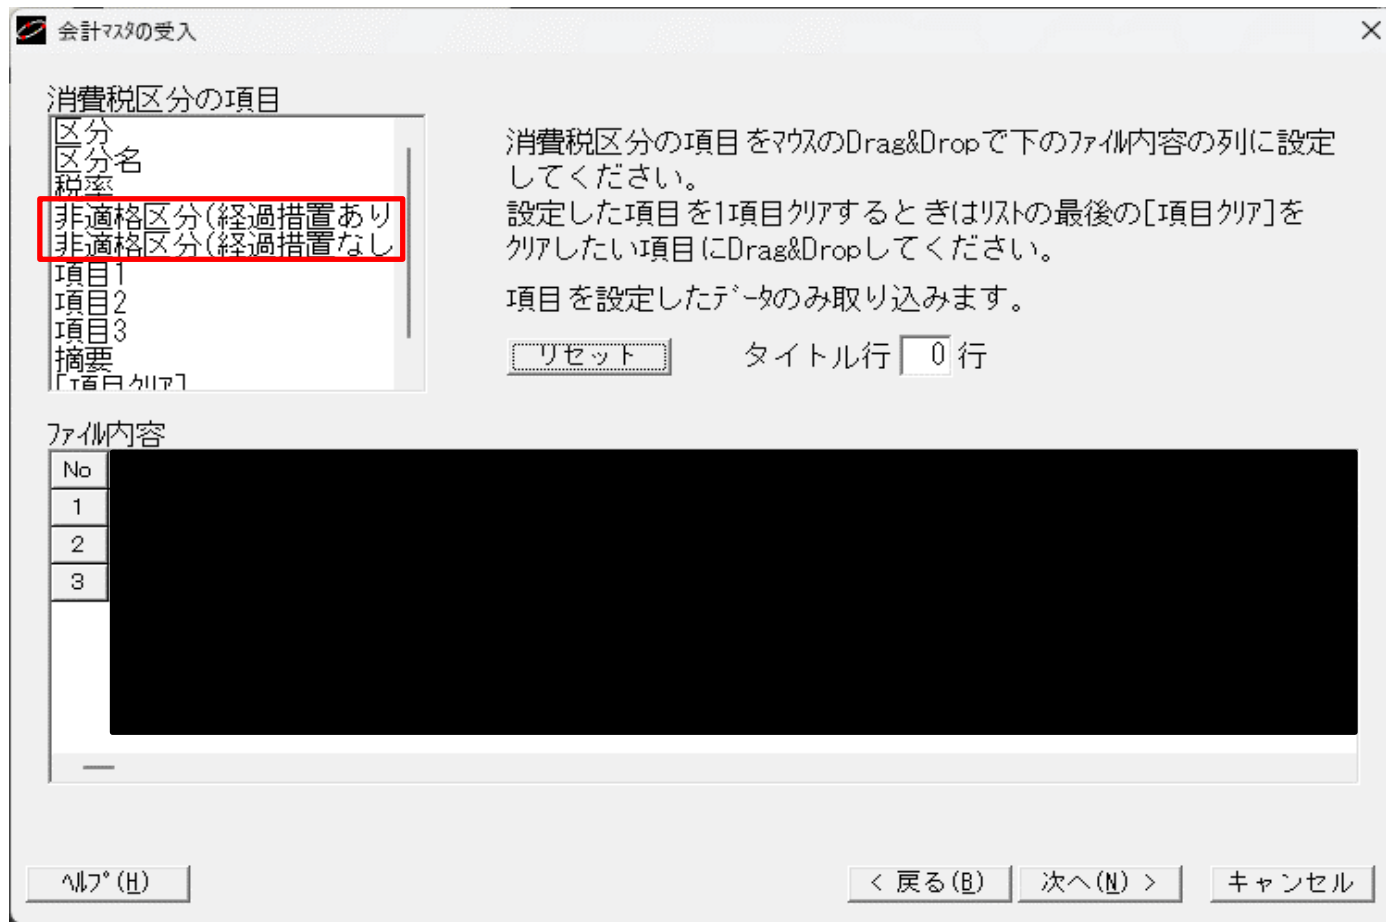 会計ﾏｽﾀの受入
消費税区分の項目
区分
区分名
税率
非適格区分(経過措置あり
非適格区分(経過措置なし
項目1
項目2
項目3
摘要
[項目ｸﾘｱ]
消費税区分の項目をﾏｳｽのDrag&Dropで下のﾌｧｲﾙ内容の列に設定
してください。
設定した項目を1項目ｸﾘｱするときはﾘｽﾄの最後の[項目ｸﾘｱ]を
ｸﾘｱしたい項目にDrag&Dropしてください。
項目を設定したﾃﾞｰﾀのみ取り込みます。
リセット
タイトル行 0 行
ﾌｧｲﾙ内容
No
1
2
3
ﾍﾙﾌﾟ(H)
< 戻る(B)
次へ(N) >
キャンセル